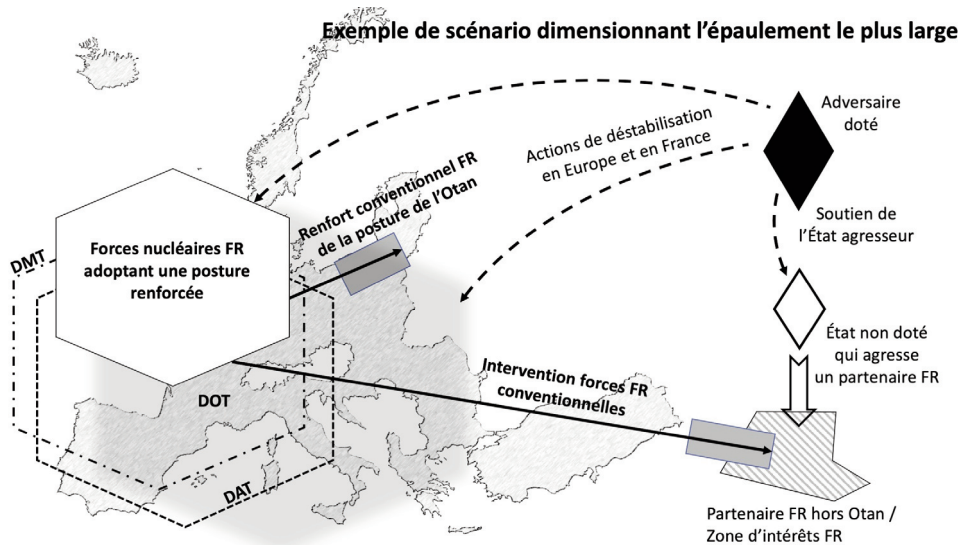 Exemple de scénario dimensionnant l’épaulement le plus large
Adversaire
doté
Actions de déstabilisation
en Europe et en France
Renfort conventionnel FR
de la posture de l’Otan
Soutien de
l’État agresseur
DMT
Forces nucléaires FR
adoptant une posture
renforcée
État non doté
qui agresse
un partenaire FR
Intervention forces FR
conventionnelles
DOT
DAT
Partenaire FR hors Otan /
Zone d’intérêts FR